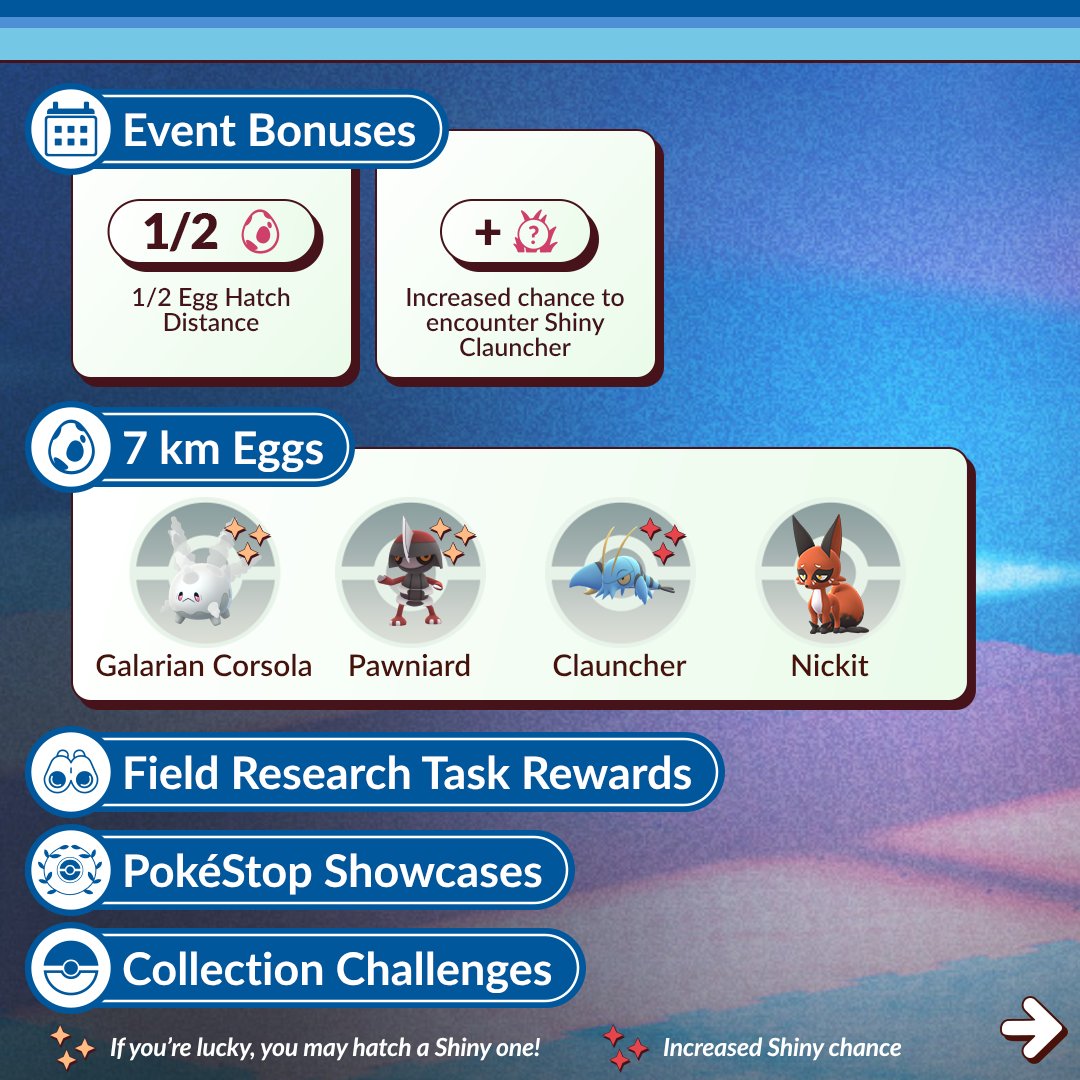 Event Bonuses
1/2
1/2 Egg Hatch
Distance
+ ?
Increased chance to
encounter Shiny
Clauncher
7 km Eggs
Galarian Corsola
Pawniard
Clauncher
Nickit
Field Research Task Rewards
PokéStop Showcases
Collection Challenges
If you’re lucky, you may hatch a Shiny one!
Increased Shiny chance